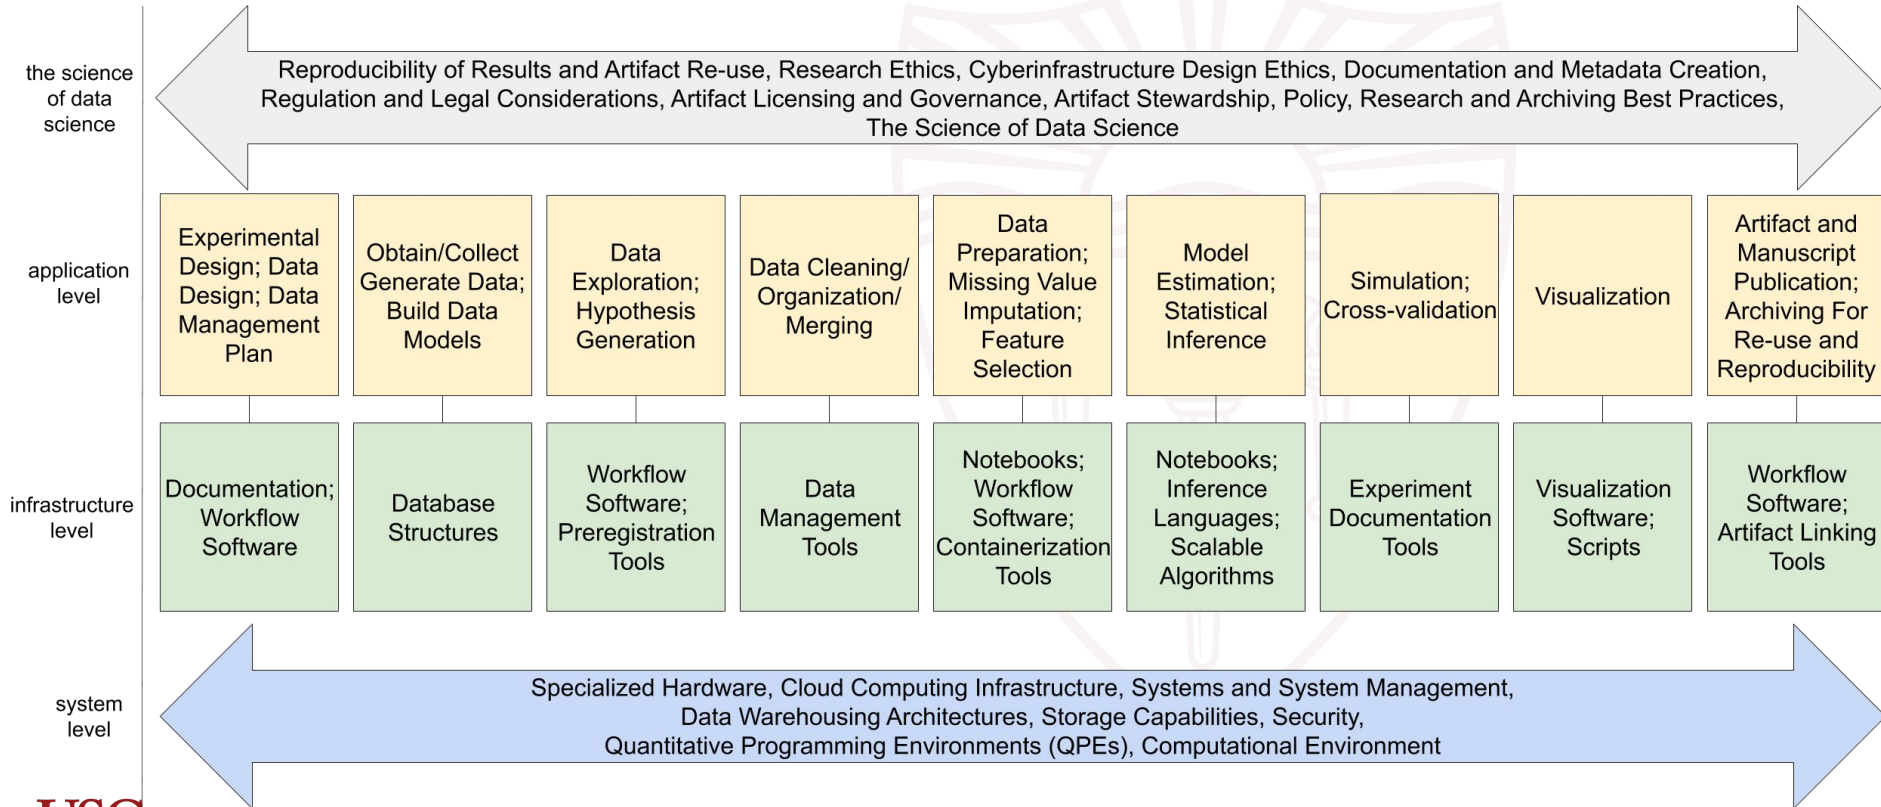 the science
of data
science
Reproducibility of Results and Artifact Re-use, Research Ethics, Cyberinfrastructure Design Ethics, Documentation and Metadata Creation,
Regulation and Legal Considerations, Artifact Licensing and Governance, Artifact Stewardship, Policy, Research and Archiving Best Practices,
The Science of Data Science
application
level
Experimental
Design; Data
Design; Data
Management
Plan
Obtain/Collect
Generate Data;
Build Data
Models
Data
Exploration;
Hypothesis
Generation
Data Cleaning/
Organization/
Merging
Data
Preparation;
Missing Value
Imputation;
Feature
Selection
Model
Estimation;
Statistical
Inference
Simulation;
Cross-validation
Visualization
Artifact and
Manuscript
Publication;
Archiving For
Re-use and
Reproducibility
infrastructure
level
Documentation;
Workflow
Software
Database
Structures
Workflow
Software;
Preregistration
Tools
Data
Management
Tools
Notebooks;
Workflow
Software;
Containerization
Tools
Notebooks;
Inference
Languages;
Scalable
Algorithms
Experiment
Documentation
Tools
Visualization
Software;
Scripts
Workflow
Software;
Artifact Linking
Tools
system
level
Specialized Hardware, Cloud Computing Infrastructure, Systems and System Management,
Data Warehousing Architectures, Storage Capabilities, Security,
Quantitative Programming Environments (QPEs), Computational Environment
USC